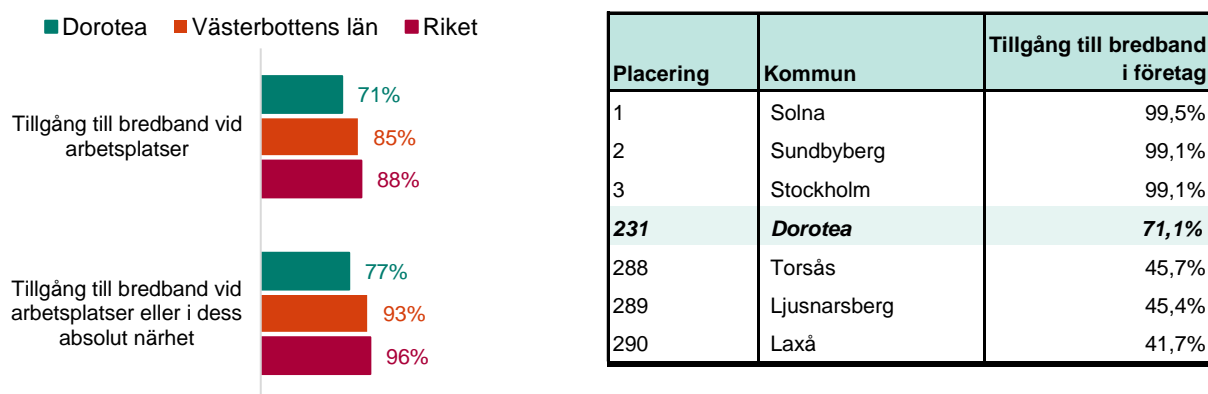 Dorotea Västerbottens län Riket
Tillgång till bredband vid
arbetsplatser
71%
85%
88%
Tillgång till bredband vid
arbetsplatser eller i dess
absolut närhet
77%
93%
96%
Placering Kommun Tillgång till bredband
i företag
1 Solna 99,5%
2 Sundbyberg 99,1%
3 Stockholm 99,1%
231 Dorotea 71,1%
288 Torsås 45,7%
289 Ljusnarsberg 45,4%
290 Laxå 41,7%